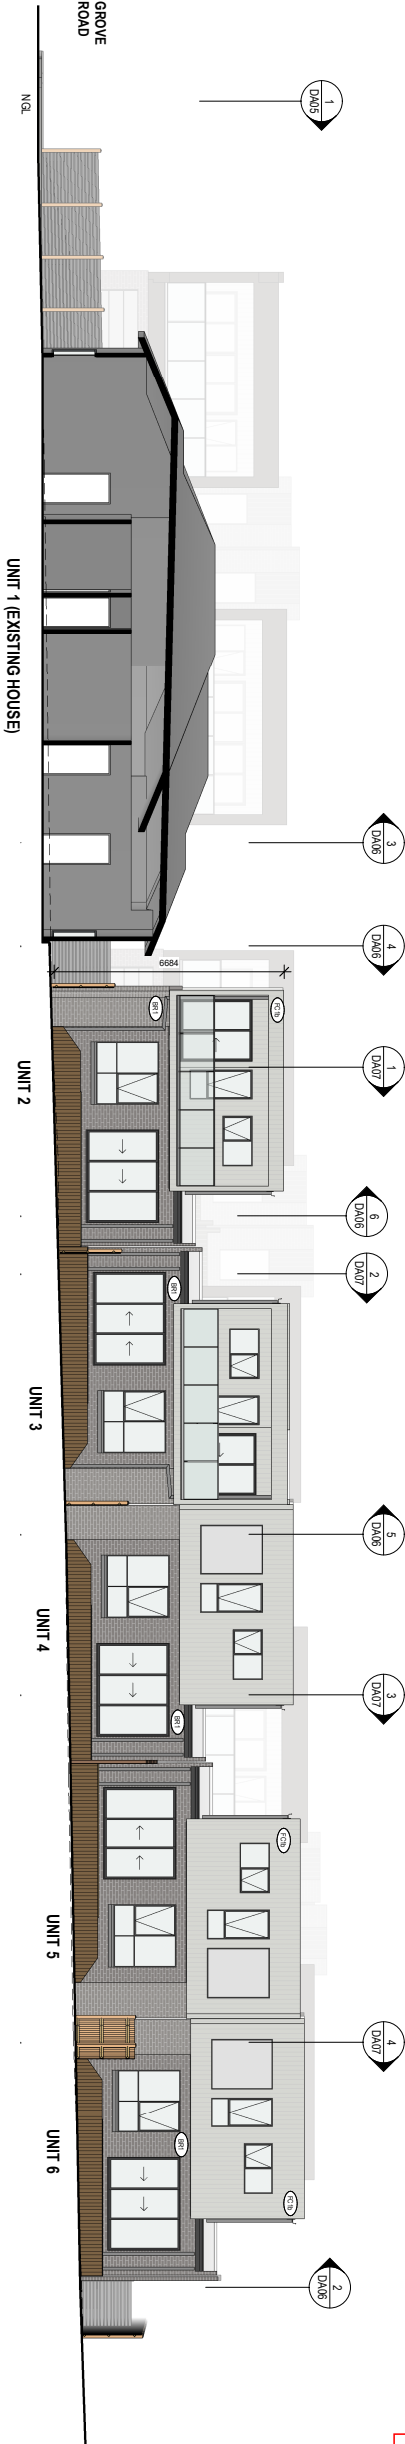 GROVE
ROAD
NGL
1
DA05
UNIT 1 (EXISTING HOUSE)
3
DA06
4
DA06
6684
BR1
FC1b
1
DA07
UNIT 2
6
DA06
2
DA07
BR1
UNIT 3
5
DA06
UNIT 4
3
DA07
BR1
FC1b
UNIT 5
4
DA07
UNIT 6
BR1
FC1b
2
DA06